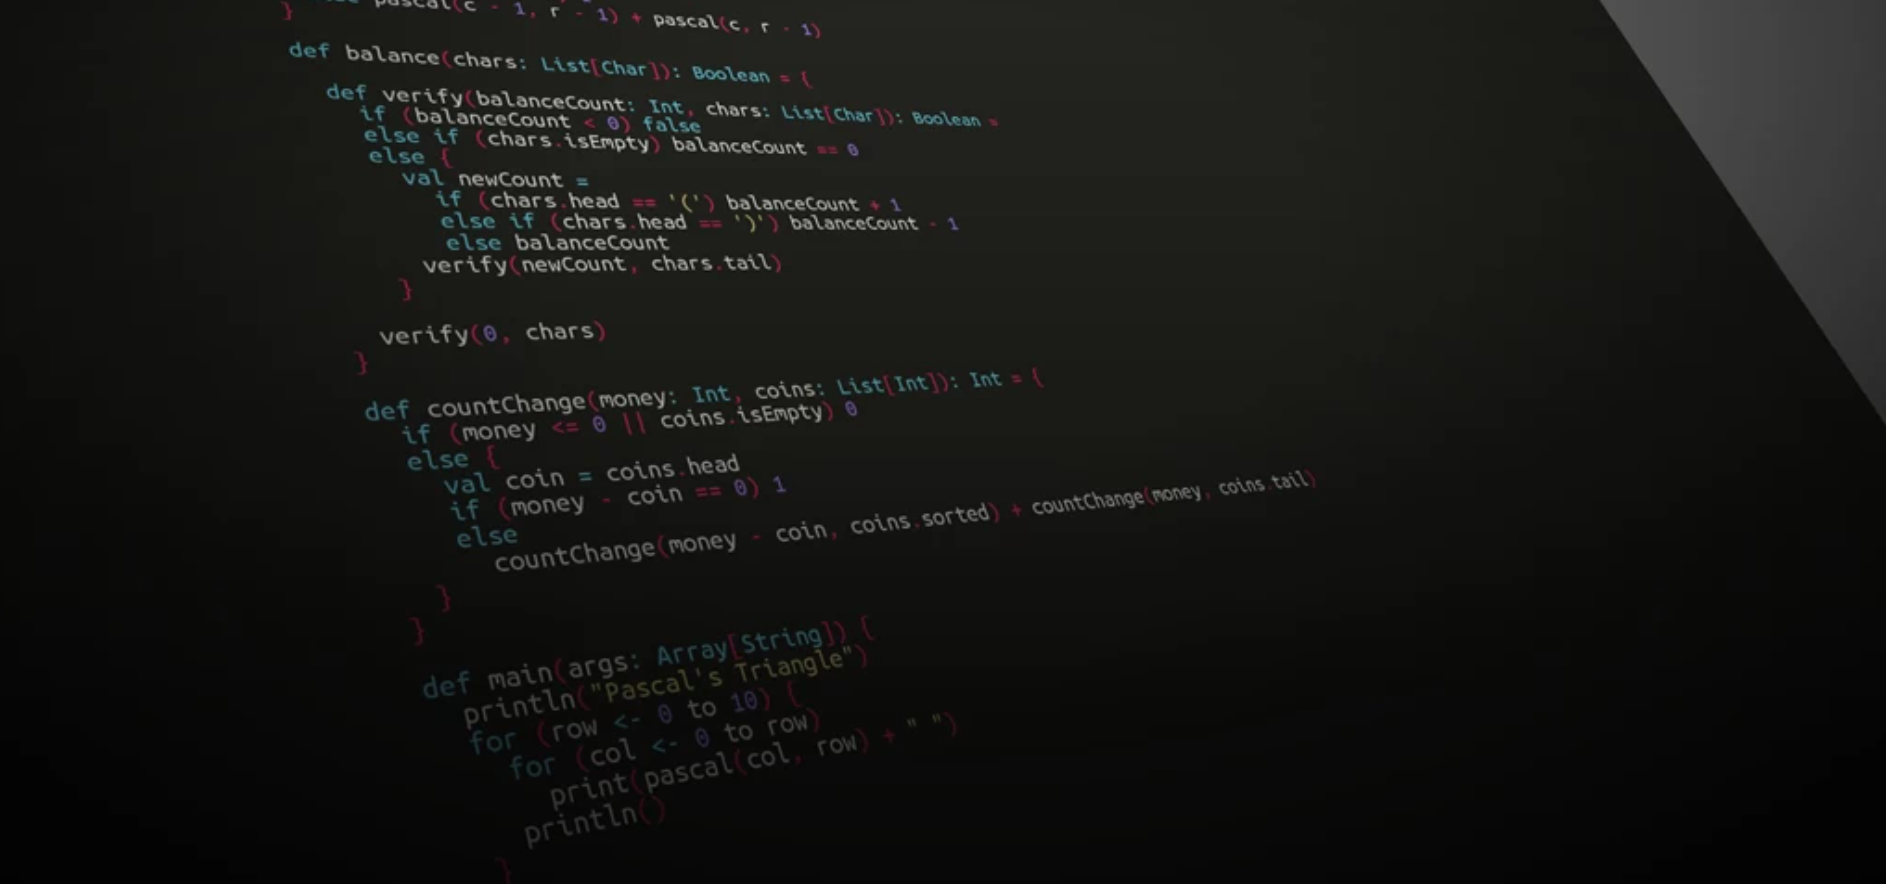 pascal(c - 1, r - 1) + pascal(c, r - 1)
}
def balance(chars: List[Char]): Boolean = {
def verify(balanceCount: Int, chars: List[Char]): Boolean =
if (balanceCount < 0) false
else if (chars.isEmpty) balanceCount == 0
else {
val newCount =
if (chars.head == '(') balanceCount + 1
else if (chars.head == ')') balanceCount - 1
else balanceCount
verify(newCount, chars.tail)
}
verify(0, chars)
}
def countChange(money: Int, coins: List[Int]): Int = {
if (money <= 0 || coins.isEmpty) 0
else {
val coin = coins.head
if (money - coin == 0) 1
else
countChange(money - coin, coins.sorted) + countChange(money, coins.tail)
}
}
def main(args: Array[String]) {
println("Pascal's Triangle")
for (row <- 0 to 10) {
for (col <- 0 to row)
print(pascal(col, row) + " ")
println()
}